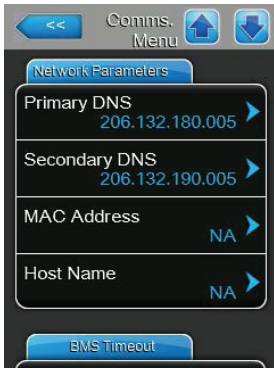 << Comms.
Menu
Network Parameters
Primary DNS
206.132.180.005
Secondary DNS
206.132.190.005
MAC Address
NA
Host Name
NA
BMS Timeout